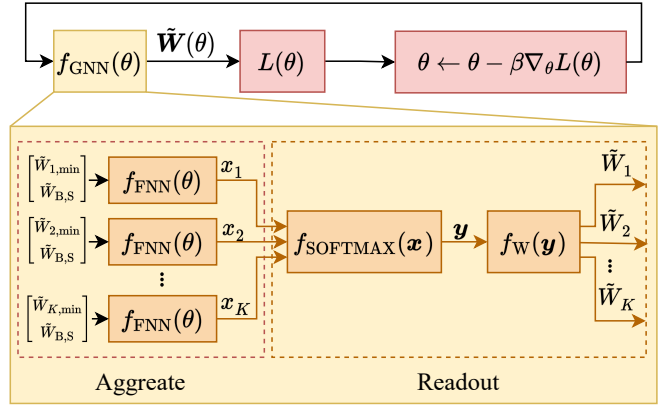 f_GNN(θ) W̃(θ) L(θ) θ ← θ − β∇_θL(θ)
[W̃_1,min W̃_B,S] f_FNN(θ) x_1
[W̃_2,min W̃_B,S] f_FNN(θ) x_2
⋮
[W̃_K,min W̃_B,S] f_FNN(θ) x_K
f_SOFTMAX(x) y f_W(y)
W̃_1
W̃_2
⋮
W̃_K
Aggreate
Readout